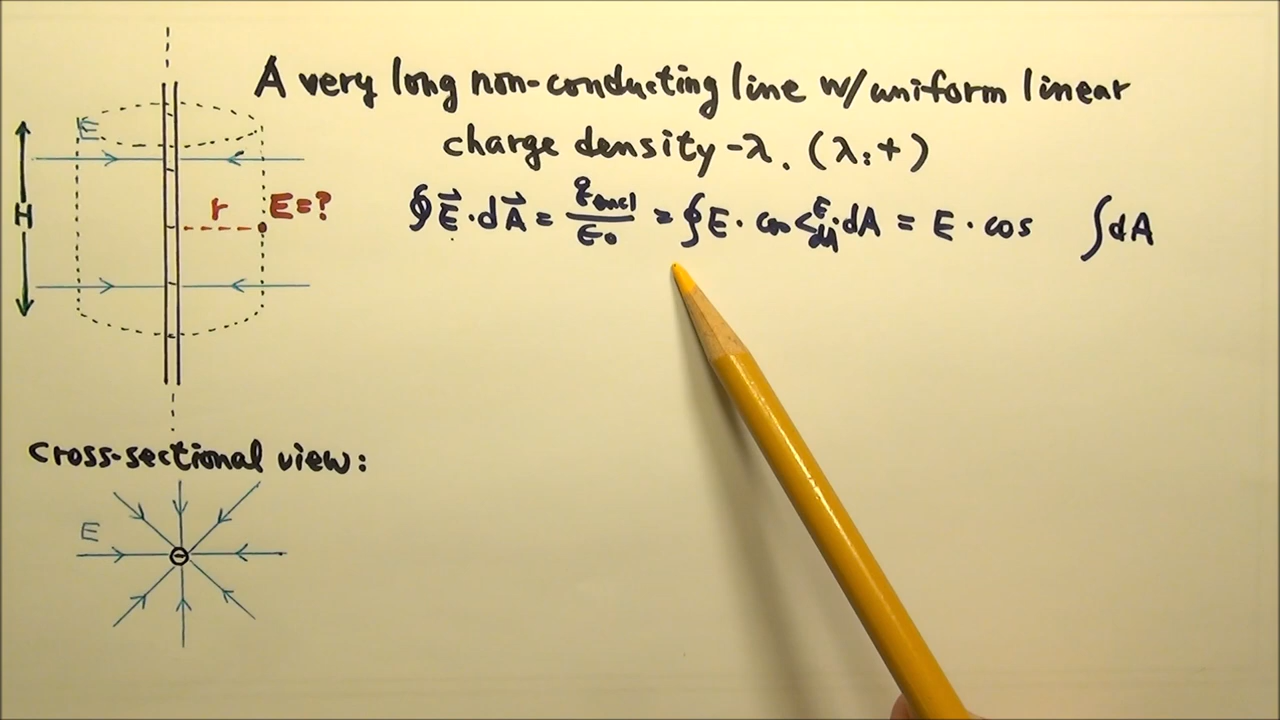 A very long non-conducting line w/uniform linear
charge density -λ. (λ:+)
∮E⃗·dA⃗ = qencl/ε₀ = ∮E·cos<E dA·dA = E·cos ∫dA
E
H
r E=?
Cross-sectional view:
E
⊖